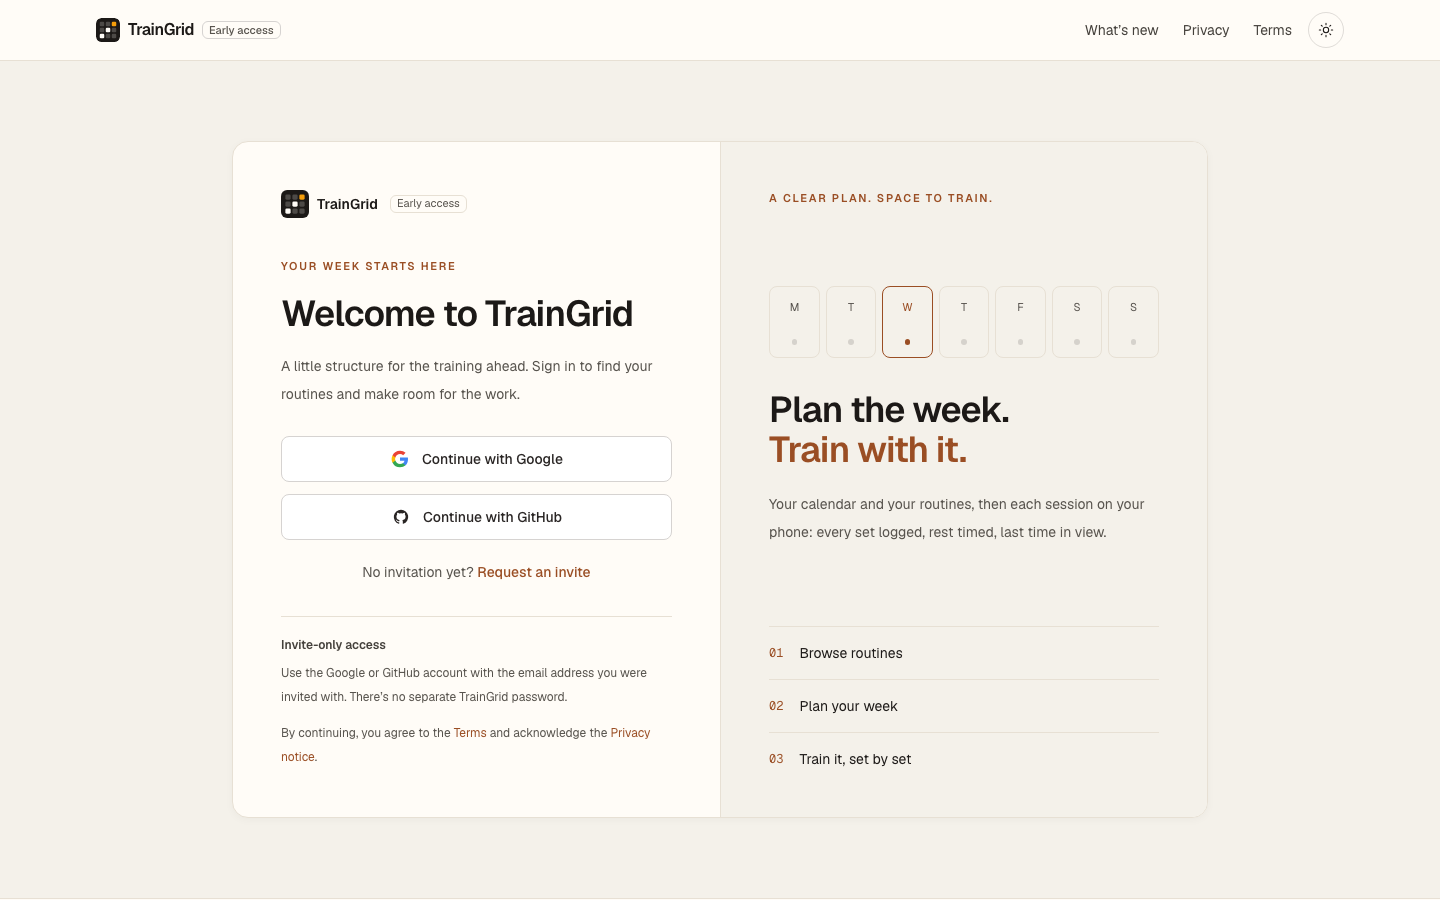 TrainGrid Early access What's new Privacy Terms
TrainGrid Early access
YOUR WEEK STARTS HERE
Welcome to TrainGrid
A little structure for the training ahead. Sign in to find your
routines and make room for the work.
Continue with Google
Continue with GitHub
No invitation yet? Request an invite
Invite-only access
Use the Google or GitHub account with the email address you were
invited with. There's no separate TrainGrid password.
By continuing, you agree to the Terms and acknowledge the Privacy
notice.
A CLEAR PLAN. SPACE TO TRAIN.
M T W T F S S
Plan the week.
Train with it.
Your calendar and your routines, then each session on your
phone: every set logged, rest timed, last time in view.
01 Browse routines
02 Plan your week
03 Train it, set by set